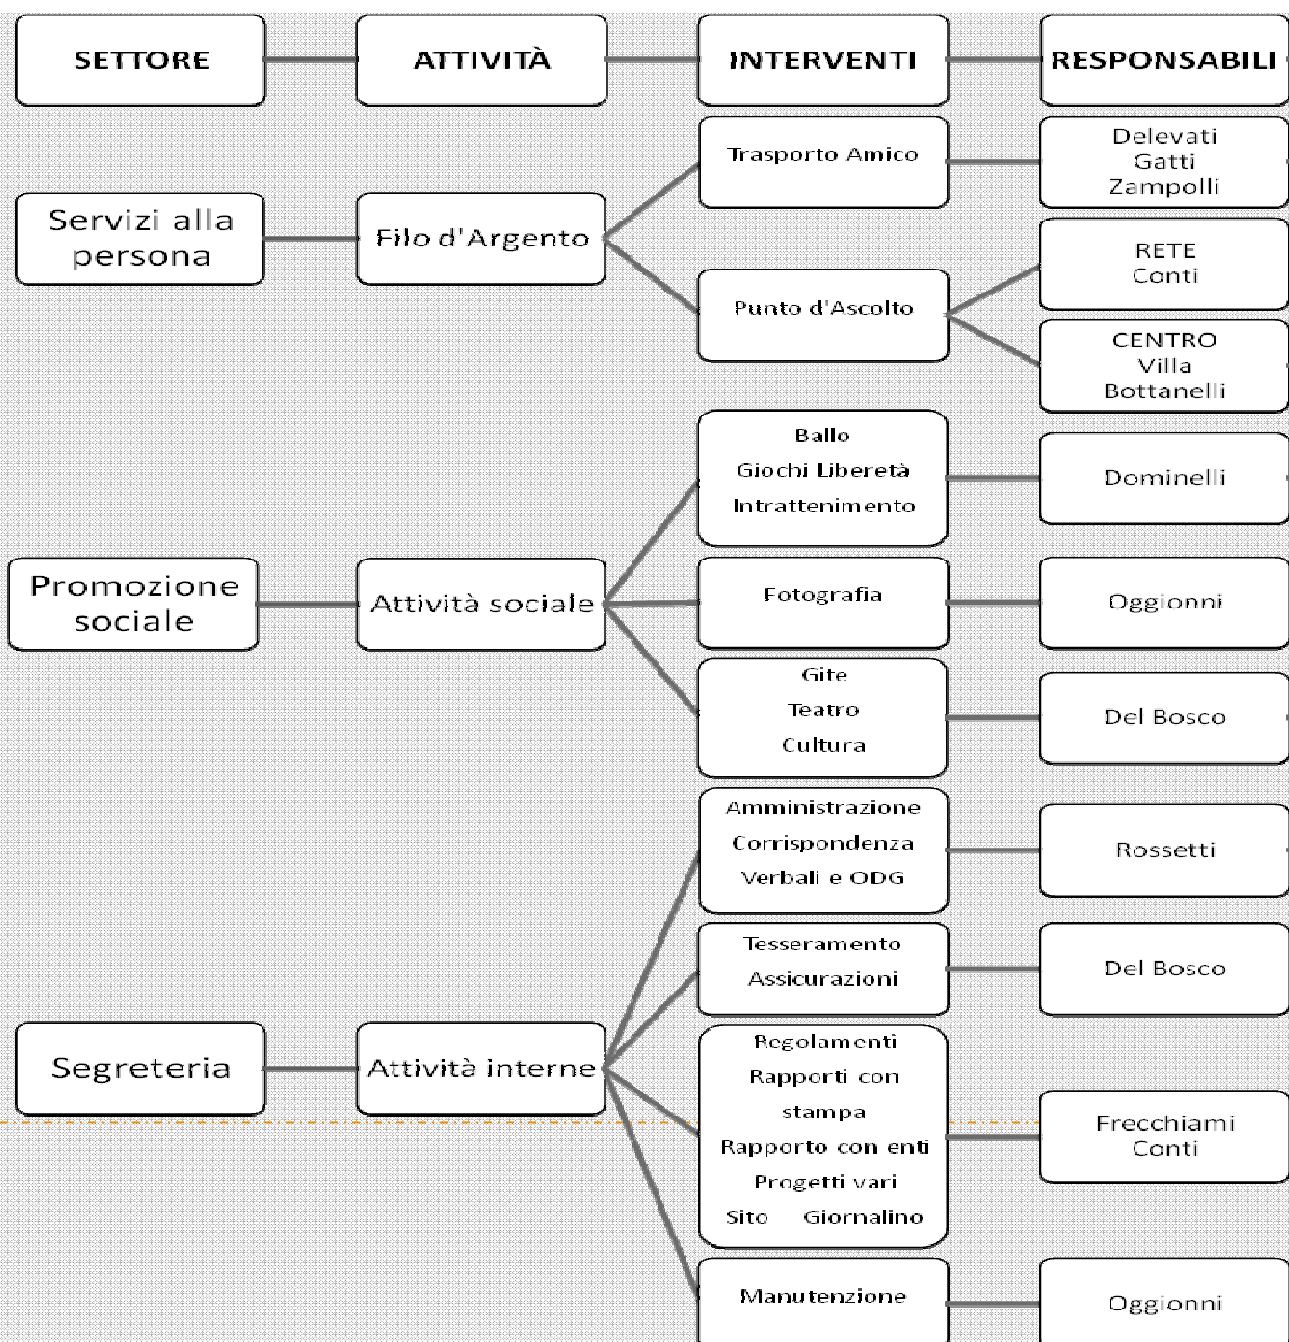 SETTORE
ATTIVITÀ
INTERVENTI
RESPONSABILI
Servizi alla
persona
Filo d'Argento
Trasporto Amico
Delevati
Gatti
Zampolli
Punto d'Ascolto
RETE
Conti
CENTRO
Villa
Bottanelli
Promozione
sociale
Attività sociale
Ballo
Giochi Liberetà
Intrattenimento
Dominelli
Fotografia
Oggionni
Gite
Teatro
Cultura
Del Bosco
Segreteria
Attività interne
Amministrazione
Corrispondenza
Verbali e ODG
Rossetti
Tesseramento
Assicurazioni
Del Bosco
Regolamenti
Rapporti con
stampa
Rapporto con enti
Progetti vari
Sito Giornalino
Frecchiami
Conti
Manutenzione
Oggionni